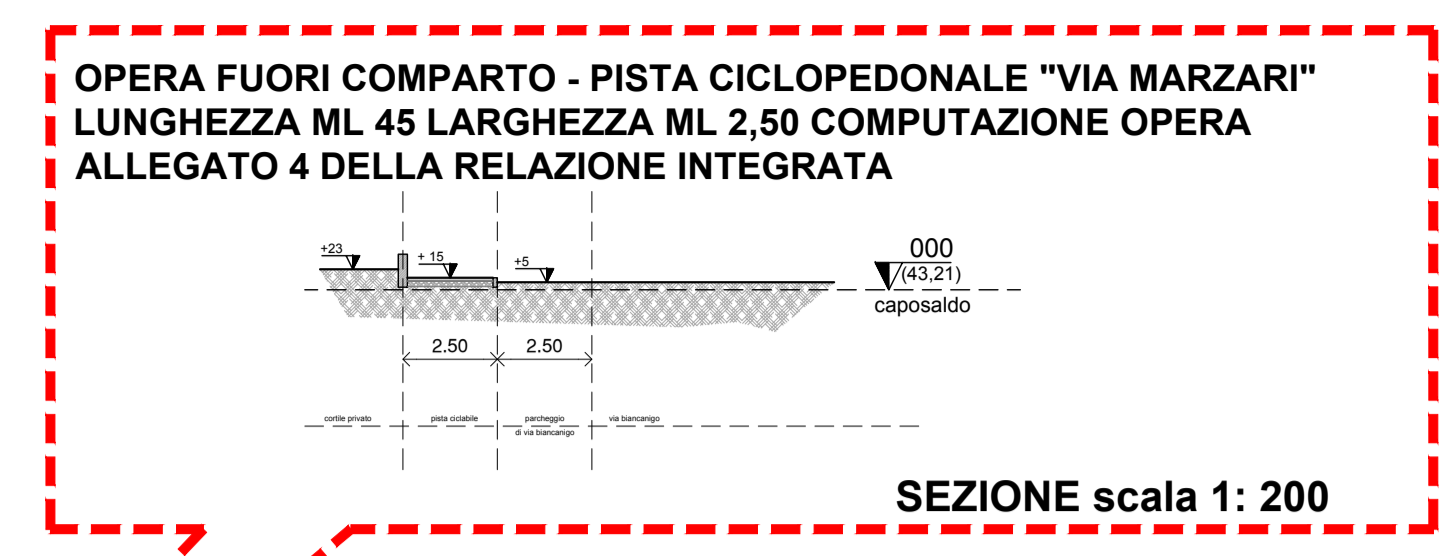 OPERA FUORI COMPARTO - PISTA CICLOPEDONALE "VIA MARZARI"
LUNGHEZZA ML 45 LARGHEZZA ML 2,50 COMPUTAZIONE OPERA
ALLEGATO 4 DELLA RELAZIONE INTEGRATA
+23
+ 15
+5
000
(43,21)
caposaldo
2.50 2.50
cortile privato pista ciclabile parcheggio via biancanigo
di via biancanigo
SEZIONE scala 1: 200